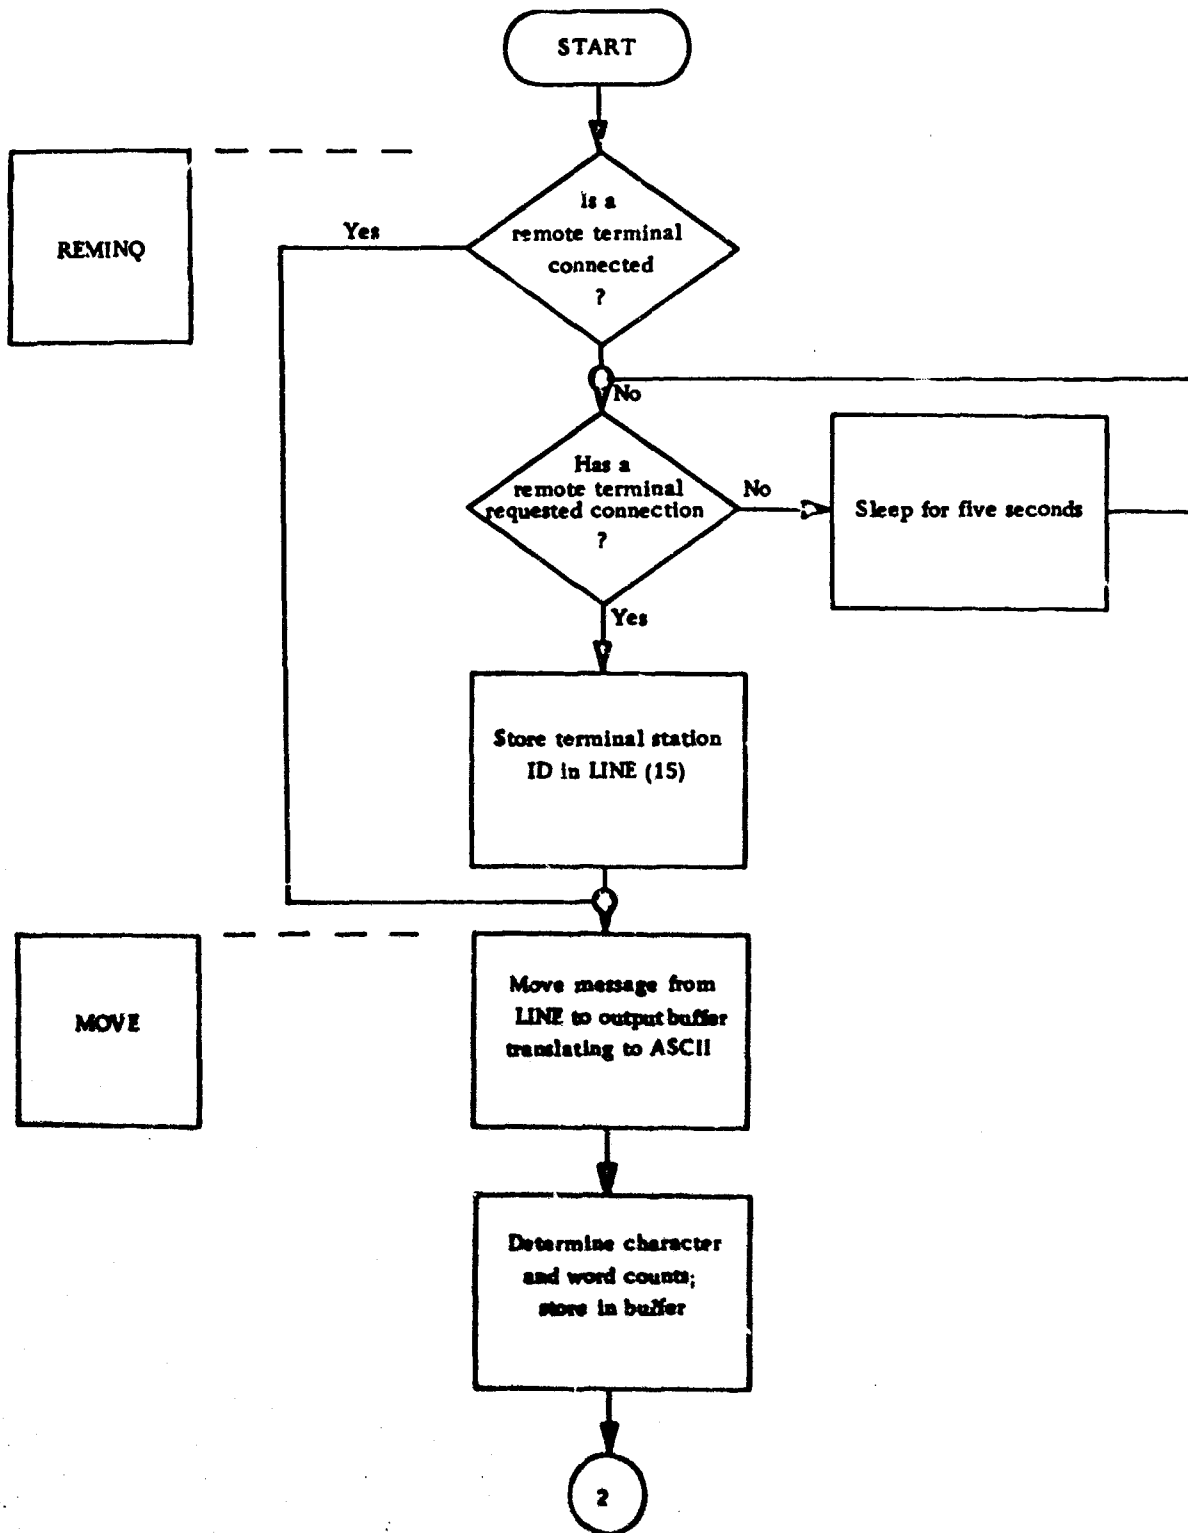 START
REMINQ
Is a
remote terminal
connected
?
Yes
No
Has a
remote terminal
requested connection
?
No
Sleep for five seconds
Yes
Store terminal station
ID in LINE (15)
MOVE
Move message from
LINE to output buffer
translating to ASCII
Determine character
and word counts;
store in buffer
2